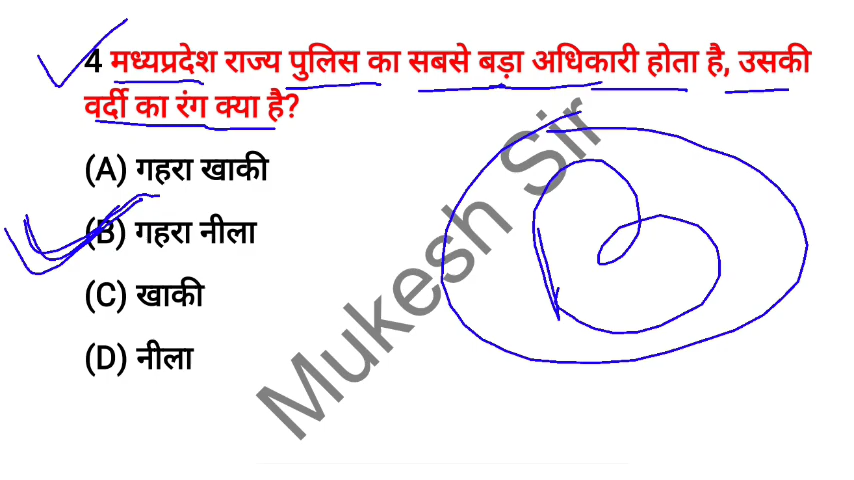 4 मध्यप्रदेश राज्य पुलिस का सबसे बड़ा अधिकारी होता है, उसकी
वर्दी का रंग क्या है?
(A) गहरा खाकी
(B) गहरा नीला
(C) खाकी
(D) नीला
Mukesh Sir
B